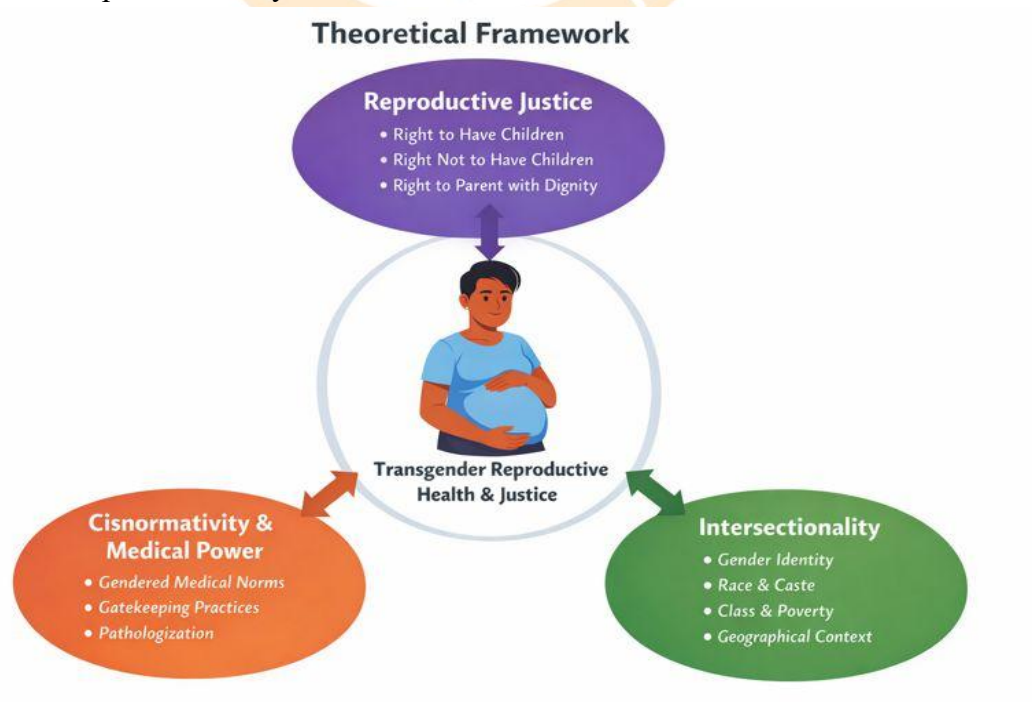 Theoretical Framework
Reproductive Justice
• Right to Have Children
• Right Not to Have Children
• Right to Parent with Dignity
Transgender Reproductive
Health & Justice
Cisnormativity &
Medical Power
• Gendered Medical Norms
• Gatekeeping Practices
• Pathologization
Intersectionality
• Gender Identity
• Race & Caste
• Class & Poverty
• Geographical Context